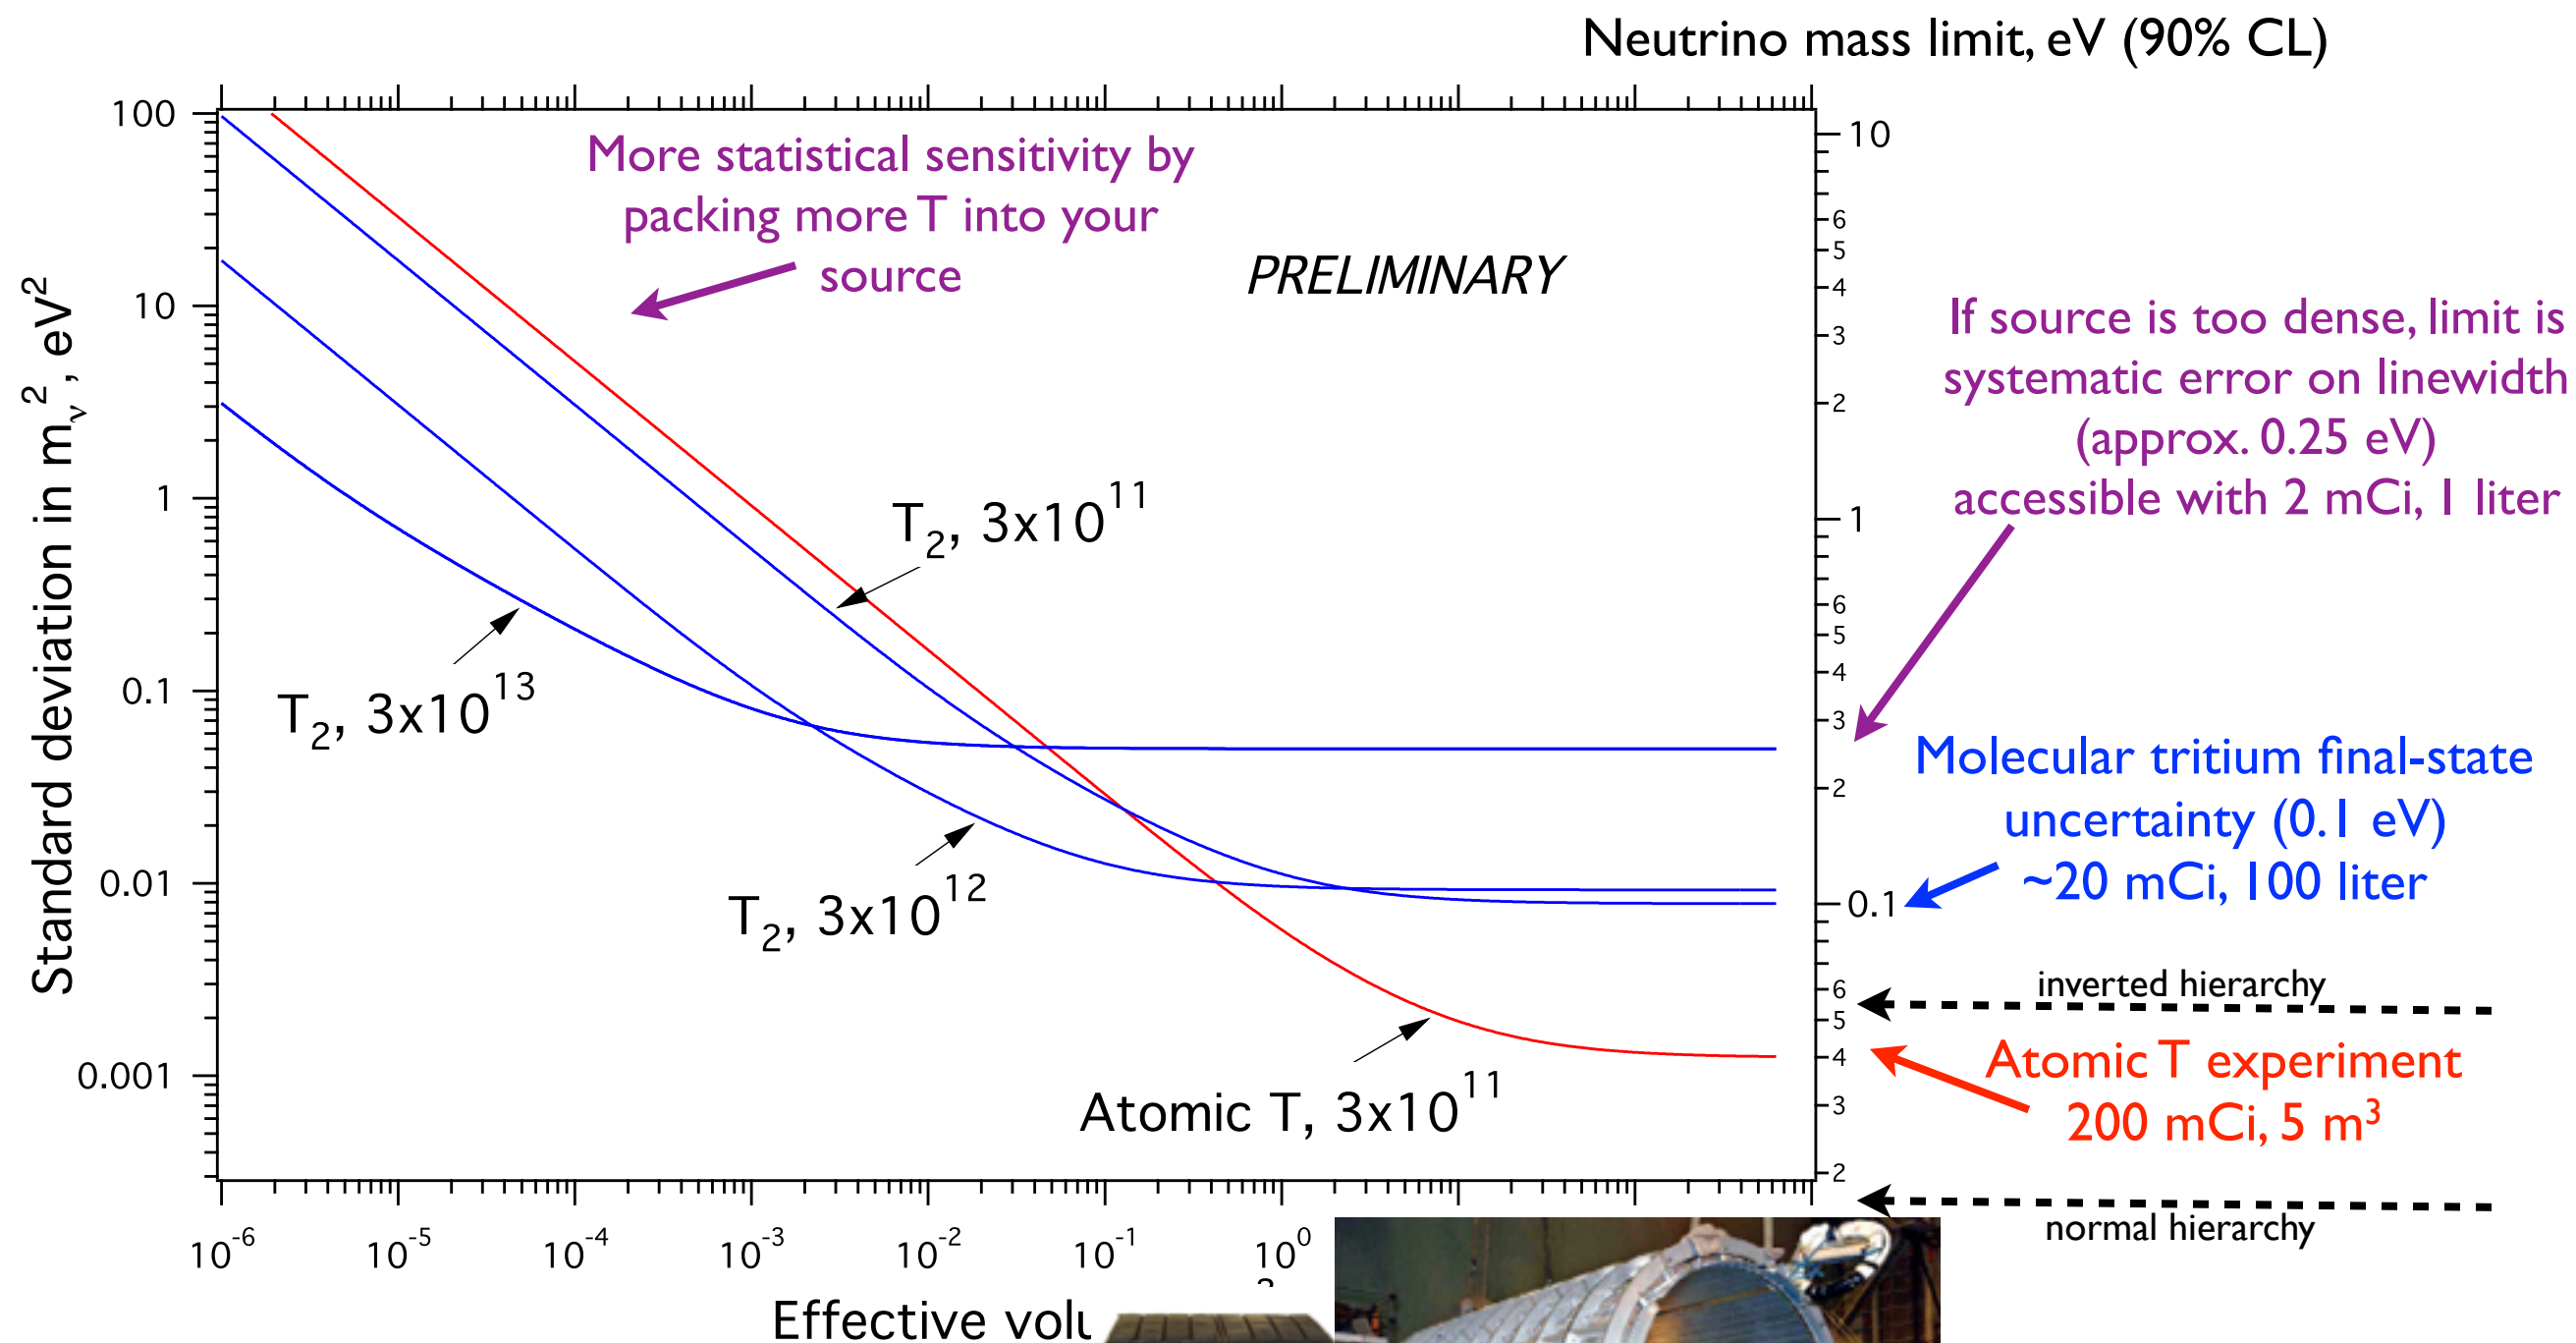 Neutrino mass limit, eV (90% CL)
100
10
1
0.1
0.01
0.001
Standard deviation in mν², eV²
More statistical sensitivity by
packing more T into your
source
PRELIMINARY
T₂, 3x10¹¹
T₂, 3x10¹³
T₂, 3x10¹²
Atomic T, 3x10¹¹
10
6
5
4
3
2
1
6
5
4
3
2
0.1
6
5
4
3
2
If source is too dense, limit is
systematic error on linewidth
(approx. 0.25 eV)
accessible with 2 mCi, 1 liter
Molecular tritium final-state
uncertainty (0.1 eV)
~20 mCi, 100 liter
inverted hierarchy
Atomic T experiment
200 mCi, 5 m³
normal hierarchy
10⁻⁶ 10⁻⁵ 10⁻⁴ 10⁻³ 10⁻² 10⁻¹ 10⁰
Effective